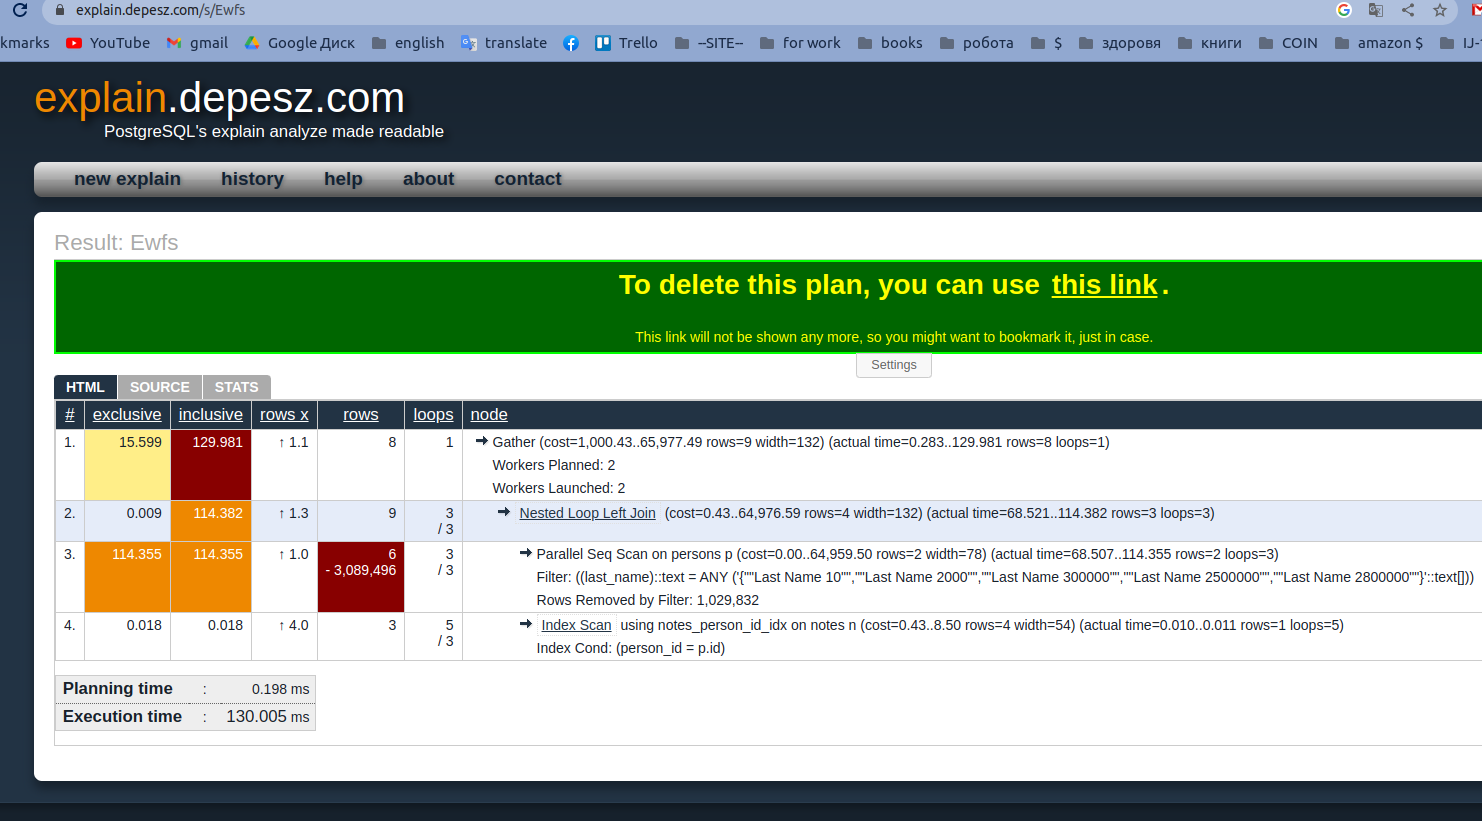 explain.depesz.com/s/Ewfs
kmarks YouTube gmail Google Диск english translate Trello --SITE-- for work books робота $ здоровя книги COIN amazon $ IJ-
explain.depesz.com
PostgreSQL's explain analyze made readable
new explain history help about contact
Result: Ewfs
To delete this plan, you can use this link.
This link will not be shown any more, so you might want to bookmark it, just in case.
Settings
HTML SOURCE STATS
# exclusive inclusive rows x rows loops node
1. 15.599 129.981 ↑ 1.1 8 1 Gather (cost=1,000.43..65,977.49 rows=9 width=132) (actual time=0.283..129.981 rows=8 loops=1)
Workers Planned: 2
Workers Launched: 2
2. 0.009 114.382 ↑ 1.3 9 3 Nested Loop Left Join (cost=0.43..64,976.59 rows=4 width=132) (actual time=68.521..114.382 rows=3 loops=3)
/ 3
3. 114.355 114.355 ↑ 1.0 6 3 Parallel Seq Scan on persons p (cost=0.00..64,959.50 rows=2 width=78) (actual time=68.507..114.355 rows=2 loops=3)
- 3,089,496 / 3 Filter: ((last_name)::text = ANY ('{""Last Name 10"",""Last Name 2000"",""Last Name 300000"",""Last Name 2500000"",""Last Name 2800000""}'::text[]))
Rows Removed by Filter: 1,029,832
4. 0.018 0.018 ↑ 4.0 3 5 Index Scan using notes_person_id_idx on notes n (cost=0.43..8.50 rows=4 width=54) (actual time=0.010..0.011 rows=1 loops=5)
/ 3 Index Cond: (person_id = p.id)
Planning time : 0.198 ms
Execution time : 130.005 ms